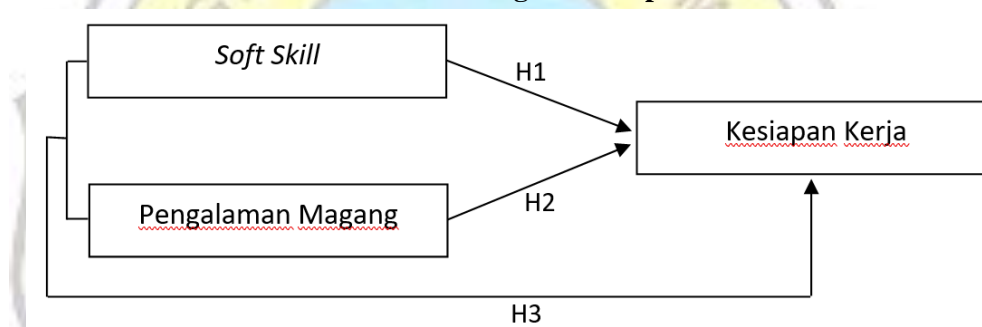 Soft Skill
H1
Kesiapan Kerja
Pengalaman Magang
H2
H3